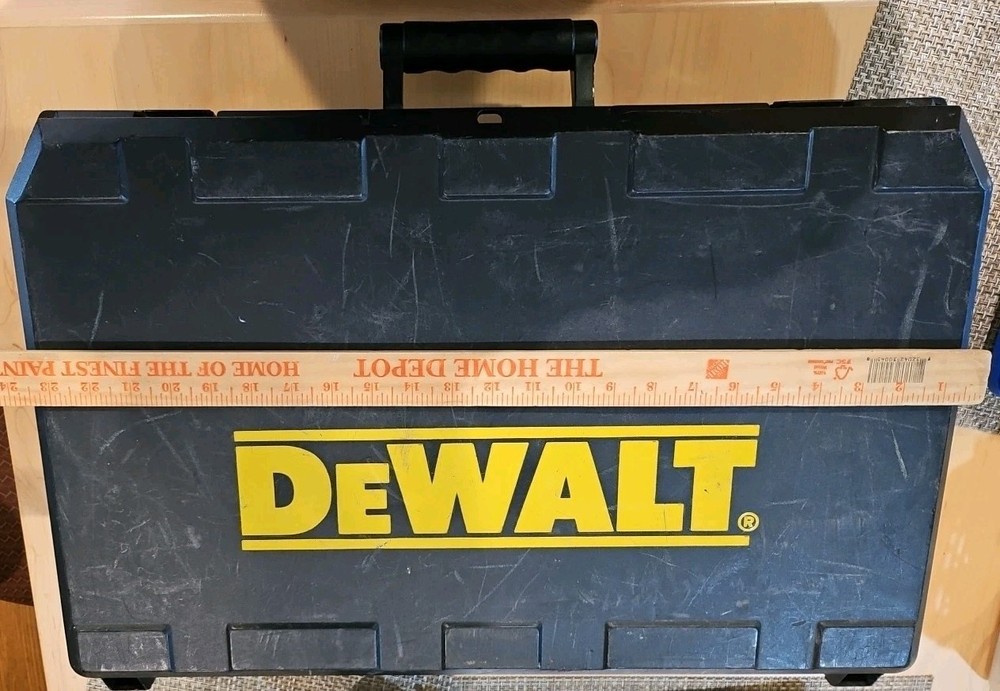 HOME OF THE FINEST PAIN THE HOME DEPOT
24 23 22 21 20 19 18 17 16 15 14 13 12 11 10 9 8 7 6 5 4 3 2 1
DEWALT®